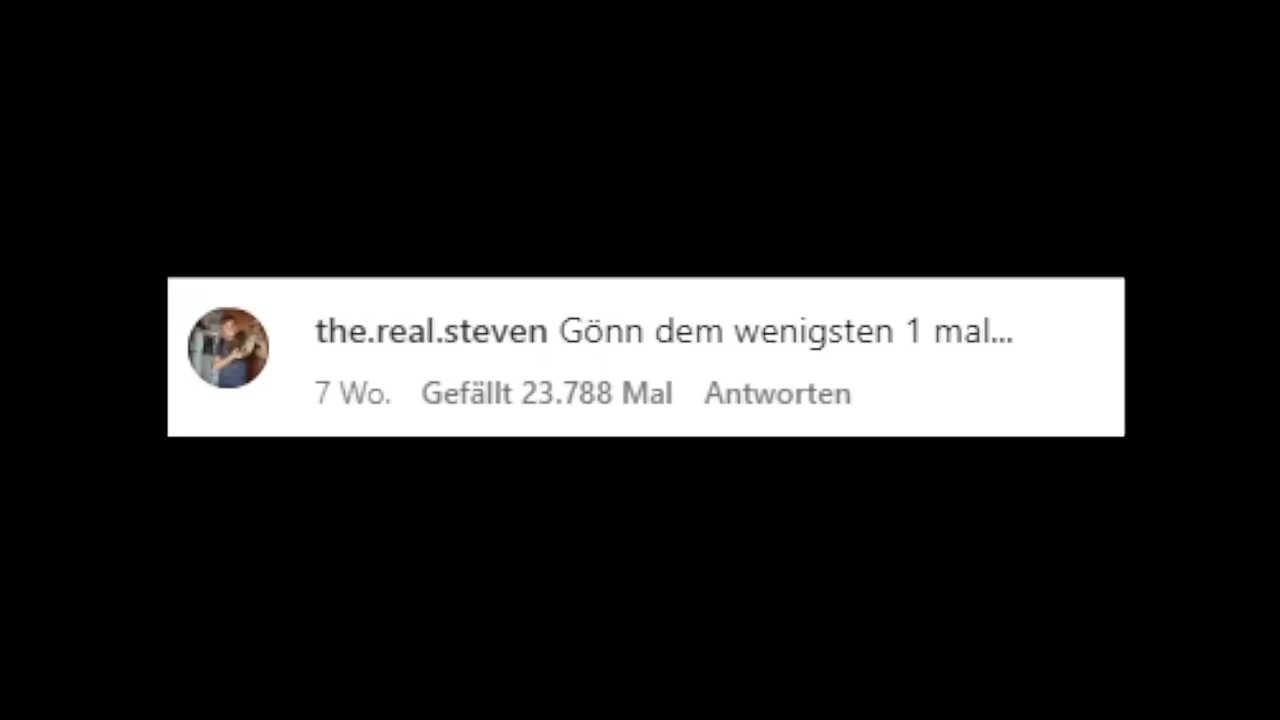 the.real.steven Gönn dem wenigsten 1 mal...
7 Wo. Gefällt 23.788 Mal Antworten